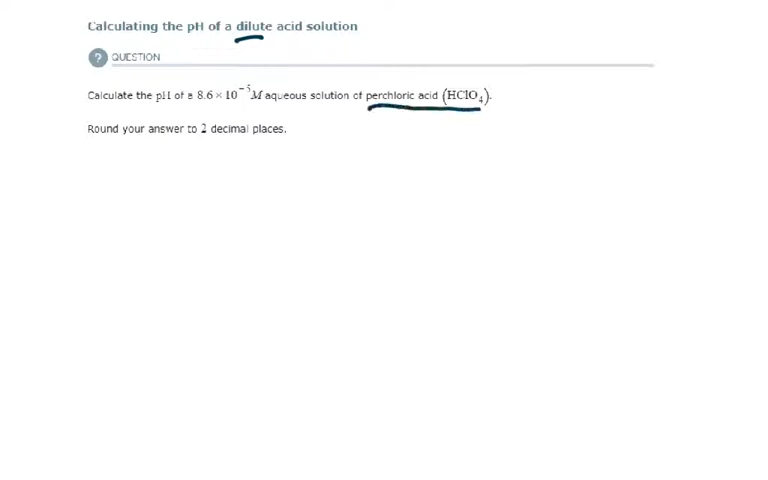 Calculating the pH of a dilute acid solution
? QUESTION
Calculate the pH of a 8.6 × 10⁻⁵ M aqueous solution of perchloric acid (HClO₄).
Round your answer to 2 decimal places.